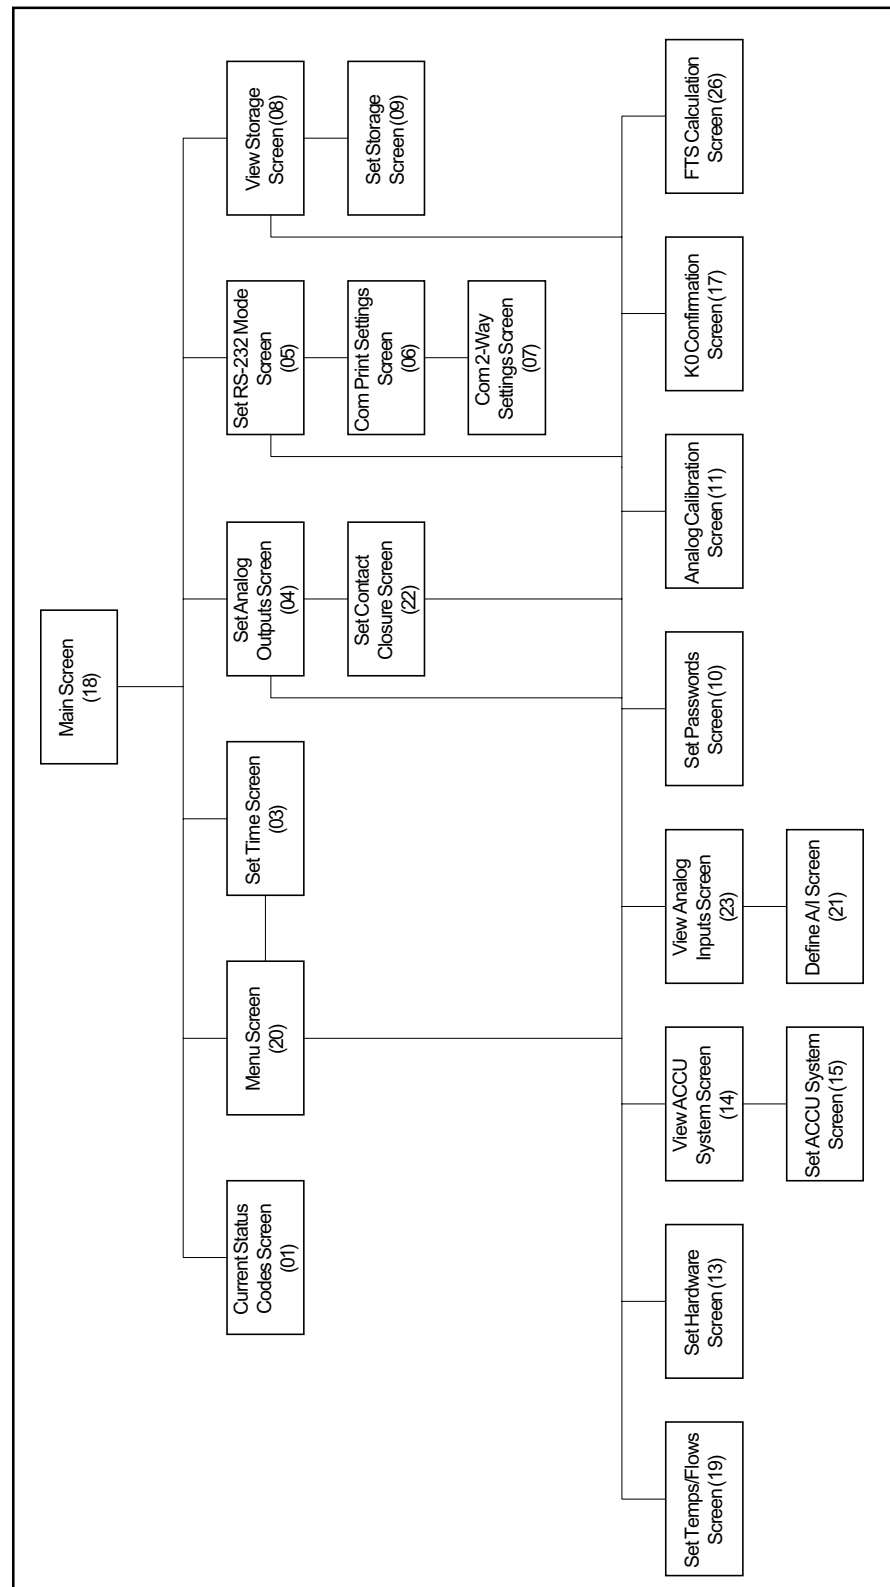 Main Screen
(18)
Current Status
Codes Screen
(01)
Menu Screen
(20)
Set Time Screen
(03)
Set Analog
Outputs Screen
(04)
Set RS-232 Mode
Screen
(05)
View Storage
Screen (08)
Set Contact
Closure Screen
(22)
Com Print Settings
Screen
(06)
Set Storage
Screen (09)
Com 2-Way
Settings Screen
(07)
Set Temps/Flows
Screen (19)
Set Hardware
Screen (13)
View ACCU
System Screen
(14)
View Analog
Inputs Screen
(23)
Set Passwords
Screen (10)
Analog Calibration
Screen (11)
K0 Confirmation
Screen (17)
FTS Calculation
Screen (26)
Set ACCU System
Screen (15)
Define A/I Screen
(21)